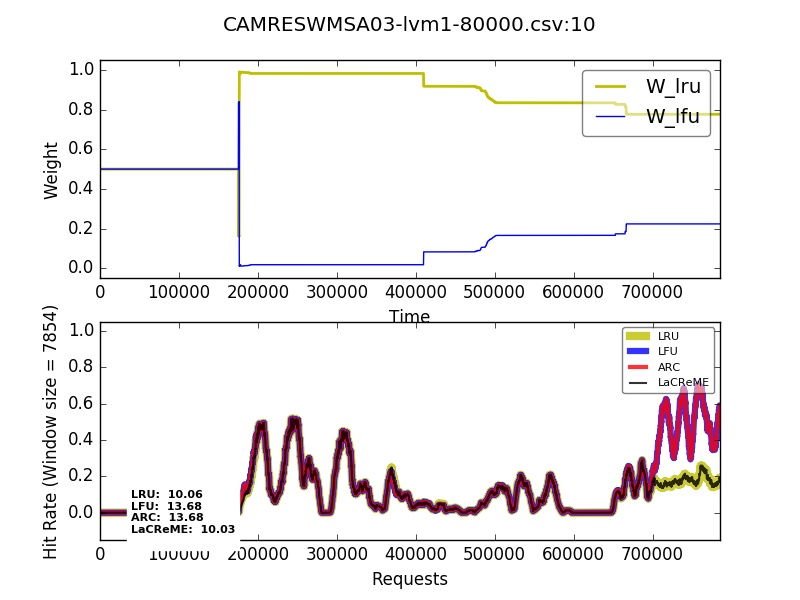 CAMRESWMSA03-lvm1-80000.csv:10
1.0
0.8
0.6
0.4
0.2
0.0
Weight
W_lru
W_lfu
0 100000 200000 300000 400000 500000 600000 700000
Time
1.0
0.8
0.6
0.4
0.2
0.0
Hit Rate (Window size = 7854)
LRU
LFU
ARC
LaCReME
LRU: 10.06
LFU: 13.68
ARC: 13.68
LaCReME: 10.03
0 100000 200000 300000 400000 500000 600000 700000
Requests